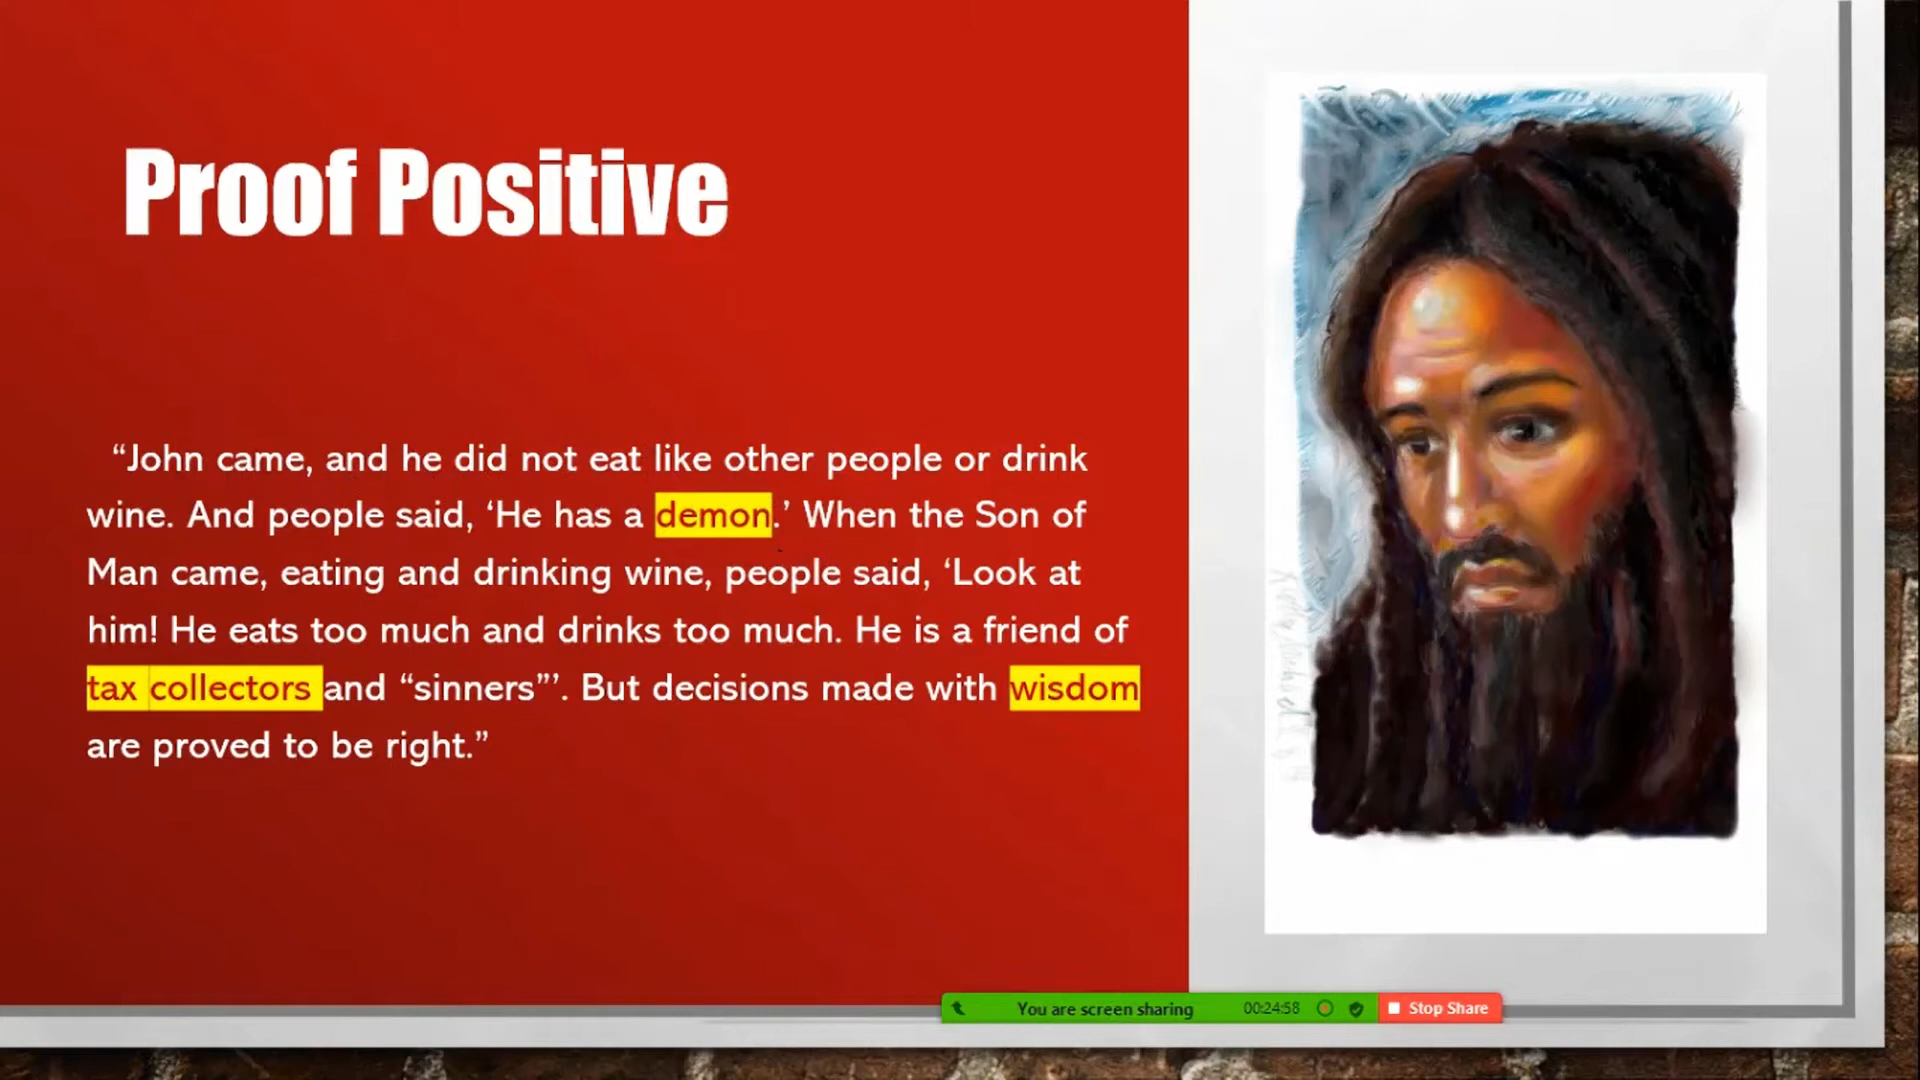 Proof Positive
“John came, and he did not eat like other people or drink
wine. And people said, ‘He has a demon.’ When the Son of
Man came, eating and drinking wine, people said, ‘Look at
him! He eats too much and drinks too much. He is a friend of
tax collectors and “sinners”’. But decisions made with wisdom
are proved to be right.”
You are screen sharing 00:24:58 Stop Share